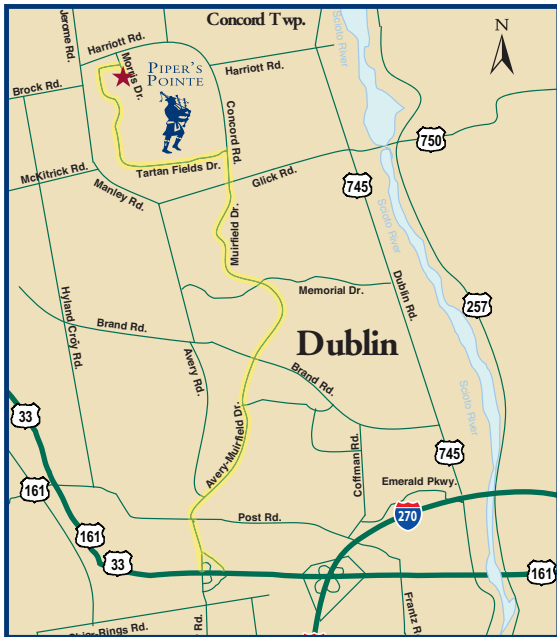 Concord Twp.
Jerome Rd.
Harriott Rd.
Morris Dr.
PIPER'S
POINTE
Harriott Rd.
Scioto River
N
Brock Rd.
Concord Rd.
750
McKitrick Rd.
Tartan Fields Dr.
Glick Rd.
745
Manley Rd.
Muirfield Dr.
Scioto River
Memorial Dr.
Dublin Rd.
257
Hyland Croy Rd.
Brand Rd.
Dublin
Avery Rd.
Brand Rd.
Scioto River
33
Avery-Muirfield Dr.
Coffman Rd.
745
161
Emerald Pkwy.
270
Post Rd.
161
33
161
Rd.